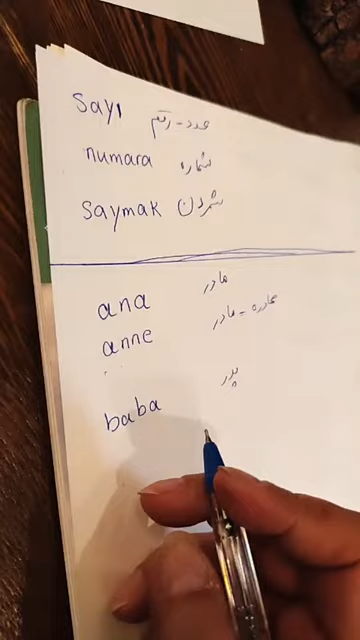 Sayı عدد - رقم
numara شماره
Saymak شمردن
ana مادر
anne مادر -
baba پدر